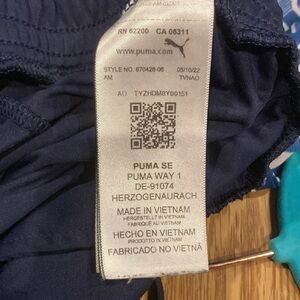 RN 62200 CA 08311
www.puma.com
STYLE NO. 670428-06 05/10/22
AM TVNAO
AO TYZHDM8Y00151
PUMA SE
PUMA WAY 1
DE-91074
HERZOGENAURACH
MADE IN VIETNAM
HERGESTELLT IN VIETNAM
FABRIQUÉ AU VIETNAM
HECHO EN VIETNAM
PRODOTTO IN VIETNAM
FABRICADO NO VIETNÃ